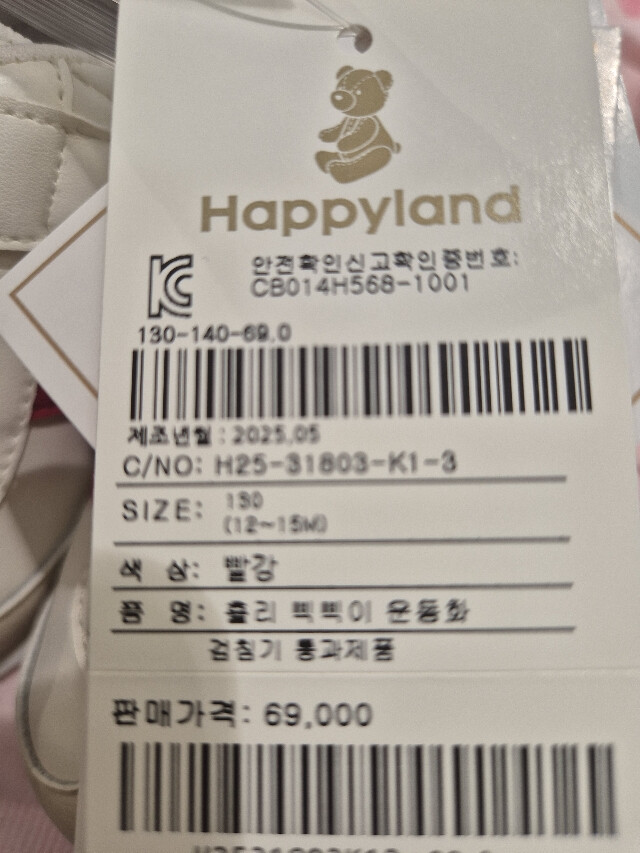 Happyland
안전확인신고확인증번호:
CB014H568-1001
130-140-69.0
제조년월 : 2025.05
C/NO: H25-31803-K1-3
SIZE: 130
(12~15M)
색 상: 빨강
품 명: 츄리 삑삑이 운동화
검침기 통과제품
판매가격: 69,000